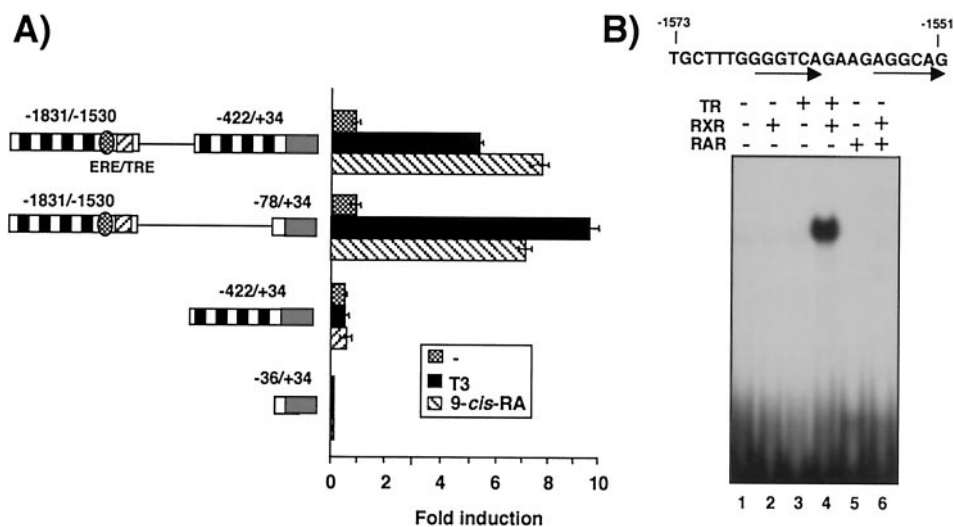 A)
-1831/-1530
-422/+34
ERE/TRE
-1831/-1530
-78/+34
-422/+34
-36/+34
-
T3
9-cis-RA
0 2 4 6 8 10
Fold induction
B)
-1573
-1551
TGCTTTGGGGTCAGAAGAGGCAG
TR - - + + - -
RXR - + - + - +
RAR - - - - + +
1 2 3 4 5 6